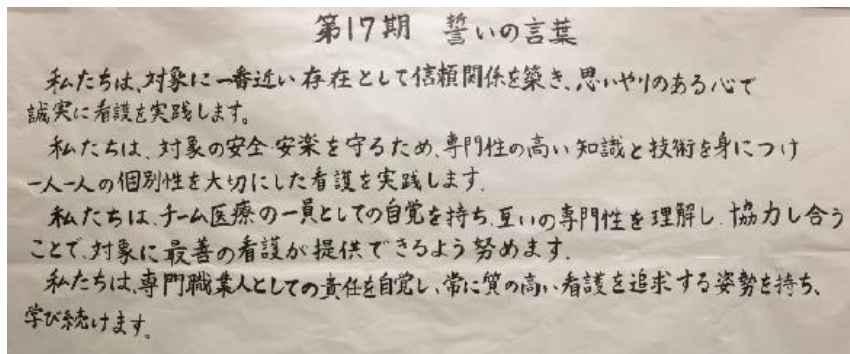 第17期　誓いの言葉
私たちは、対象に一番近い存在として信頼関係を築き、思いやりのある心で
誠実に看護を実践します。
私たちは、対象の安全・安楽を守るため、専門性の高い知識と技術を身につけ
一人一人の個別性を大切にした看護を実践します。
私たちは、チーム医療の一員としての自覚を持ち、互いの専門性を理解し、協力し合う
ことで、対象に最善の看護が提供できるよう努めます。
私たちは、専門職業人としての責任を自覚し、常に質の高い看護を追求する姿勢を持ち、
学び続けます。